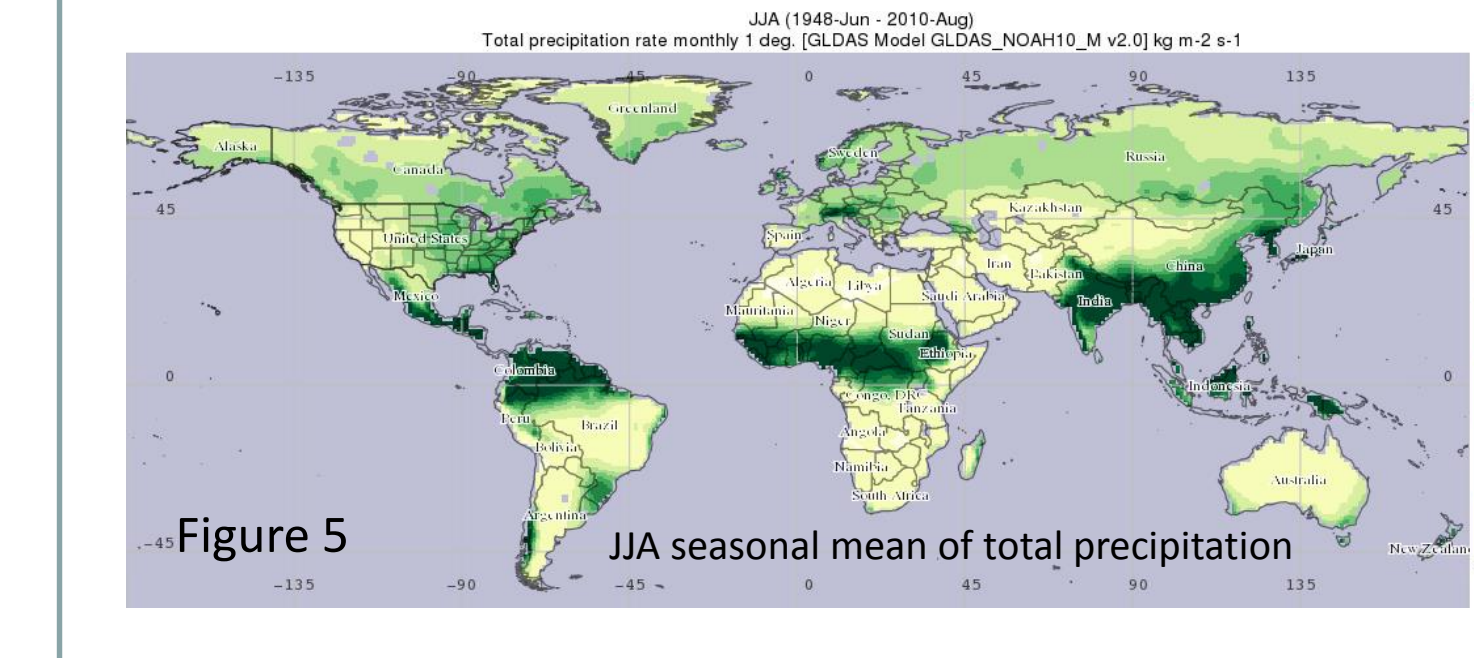 JJA (1948-Jun - 2010-Aug)
Total precipitation rate monthly 1 deg. [GLDAS Model GLDAS_NOAH10_M v2.0] kg m-2 s-1
-135 -90 -45 0 45 90 135
Greenland
Alaska
Sweden
Russia
Canada
45 45
Kazakhstan
Spain
United States
Japan
Iran
China
Pakistan
Algeria
Libya
Mexico
Saudi Arabia
India
Mauritania
Niger
Sudan
Ethiopia
Colombia
0 0
Indonesia
Congo, DRC
Tanzania
Peru
Brazil
Angola
Bolivia
Namibia
Australia
South Africa
Argentina
Figure 5
JJA seasonal mean of total precipitation
-45
New Zealan
-135 -90 -45 0 45 90 135